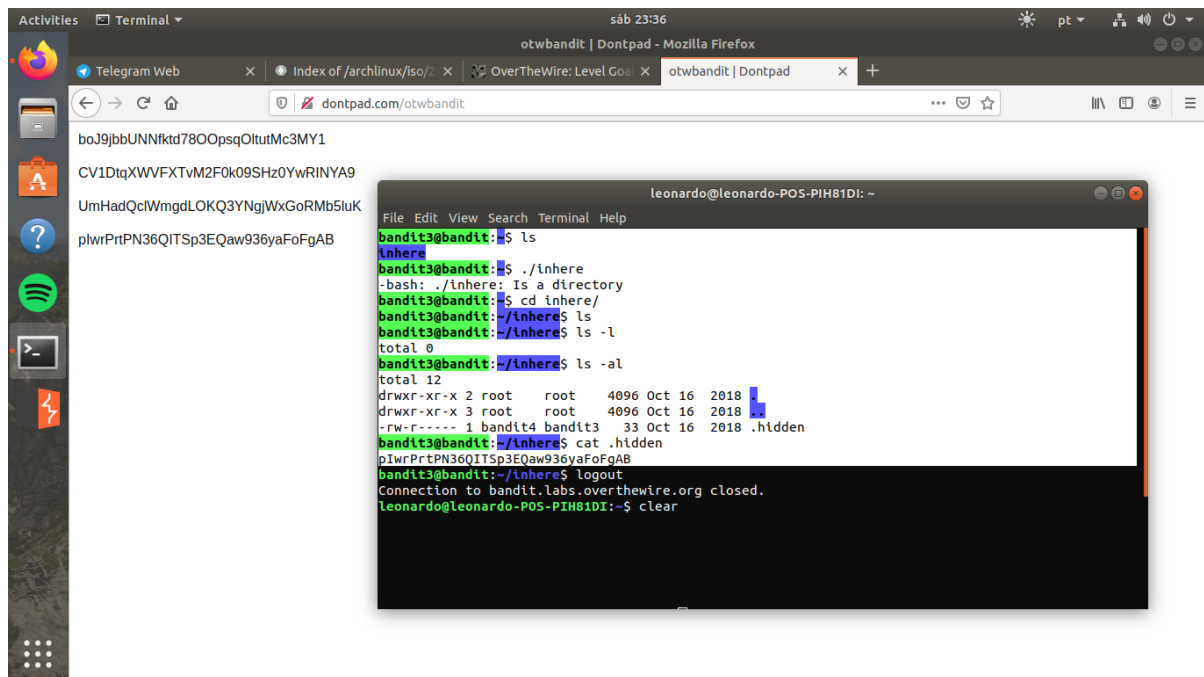 Activities Terminal sáb 23:36 pt
otwbandit | Dontpad - Mozilla Firefox
Telegram Web Index of /archlinux/iso/2 OverTheWire: Level Goal otwbandit | Dontpad
dontpad.com/otwbandit
boJ9jbbUNNfktd78OOpsqOltutMc3MY1
CV1DtqXWVFXTvM2F0k09SHz0YwRINYA9
UmHadQclWmgdLOKQ3YNgjWxGoRMb5luK
pIwrPrtPN36QITSp3EQaw936yaFoFgAB
leonardo@leonardo-POS-PIH81DI: ~
File Edit View Search Terminal Help
bandit3@bandit:~$ ls
inhere
bandit3@bandit:~$ ./inhere
-bash: ./inhere: Is a directory
bandit3@bandit:~$ cd inhere/
bandit3@bandit:~/inhere$ ls
bandit3@bandit:~/inhere$ ls -l
total 0
bandit3@bandit:~/inhere$ ls -al
total 12
drwxr-xr-x 2 root    root    4096 Oct 16  2018 .
drwxr-xr-x 3 root    root    4096 Oct 16  2018 ..
-rw-r----- 1 bandit4 bandit3   33 Oct 16  2018 .hidden
bandit3@bandit:~/inhere$ cat .hidden
pIwrPrtPN36QITSp3EQaw936yaFoFgAB
bandit3@bandit:~/inhere$ logout
Connection to bandit.labs.overthewire.org closed.
leonardo@leonardo-POS-PIH81DI:~$ clear